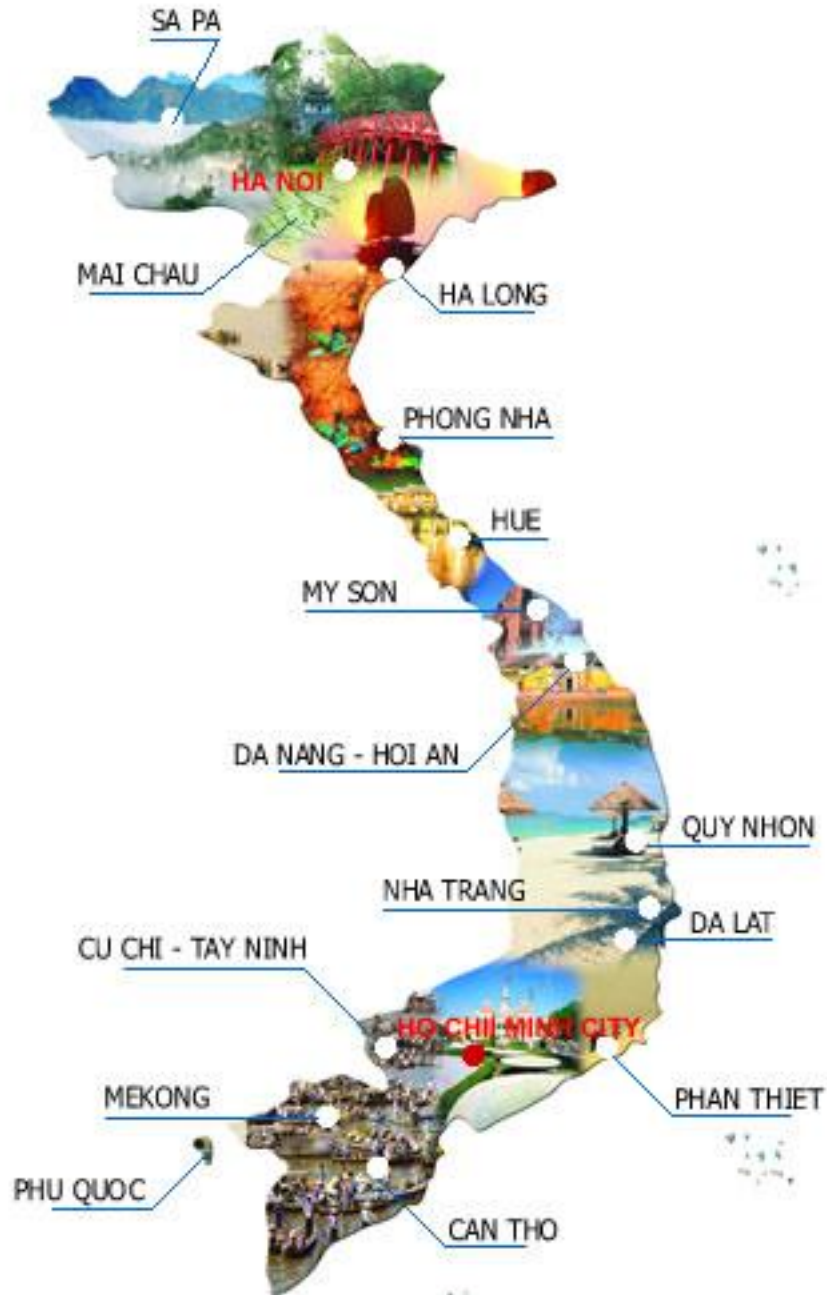 SA PA
HA NOI
MAI CHAU
HA LONG
PHONG NHA
HUE
MY SON
DA NANG - HOI AN
QUY NHON
NHA TRANG
DA LAT
CU CHI - TAY NINH
HO CHI MINH CITY
MEKONG
PHAN THIET
PHU QUOC
CAN THO